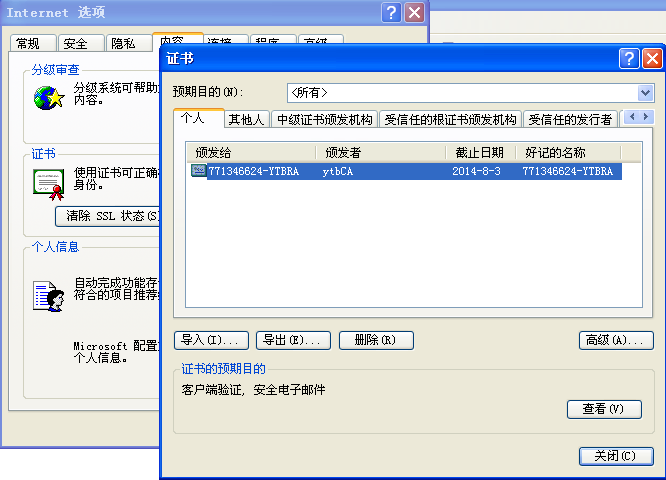 Internet 选项
常规 安全 隐私 内容 连接 程序 高级
分级审查
分级系统可帮助
内容。
证书
使用证书可正确
身份。
清除 SSL 状态(S)
个人信息
自动完成功能存
符合的项目推荐
Microsoft 配置
个人信息。
证书
预期目的(N):
<所有>
个人 其他人 中级证书颁发机构 受信任的根证书颁发机构 受信任的发行者
颁发给 颁发者 截止日期 好记的名称
771346624-YTBRA ytbCA 2014-8-3 771346624-YTBRA
导入(I)... 导出(E)... 删除(R) 高级(A)...
证书的预期目的
客户端验证, 安全电子邮件
查看(V)
关闭(C)